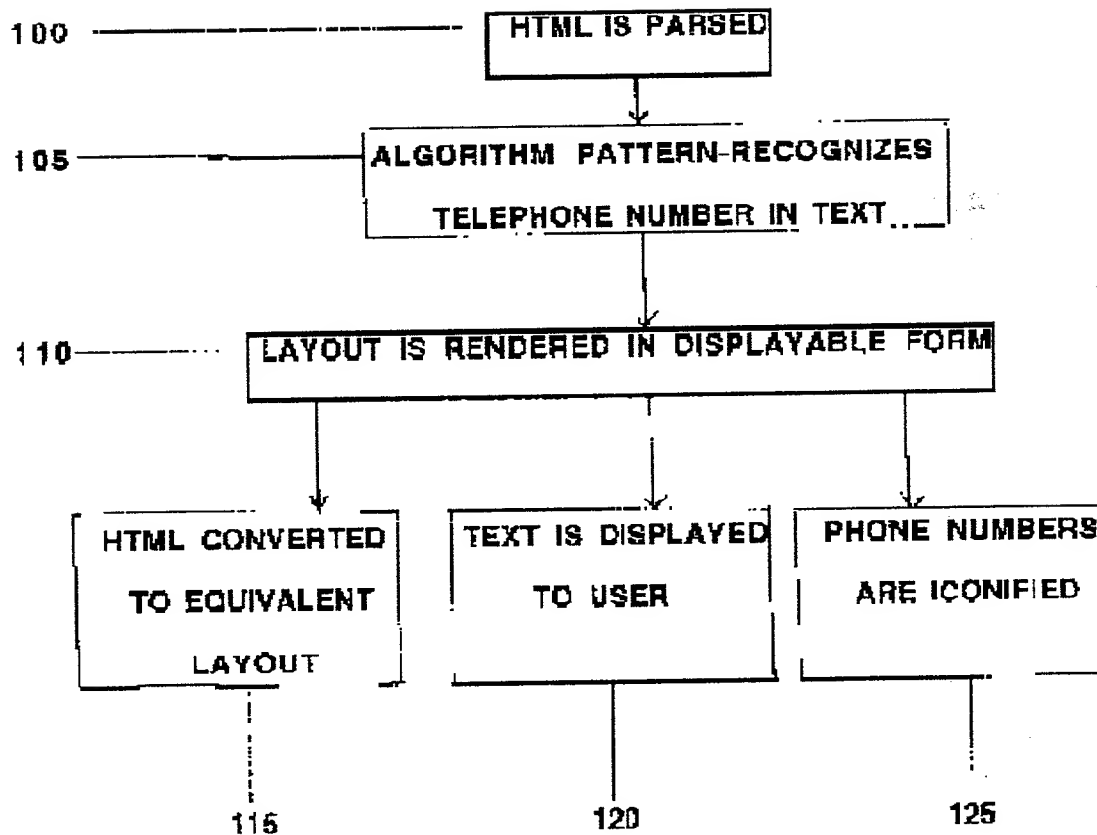 100
HTML IS PARSED
105
ALGORITHM PATTERN-RECOGNIZES
TELEPHONE NUMBER IN TEXT
110
LAYOUT IS RENDERED IN DISPLAYABLE FORM
HTML CONVERTED
TO EQUIVALENT
LAYOUT
TEXT IS DISPLAYED
TO USER
PHONE NUMBERS
ARE ICONIFIED
115
120
125